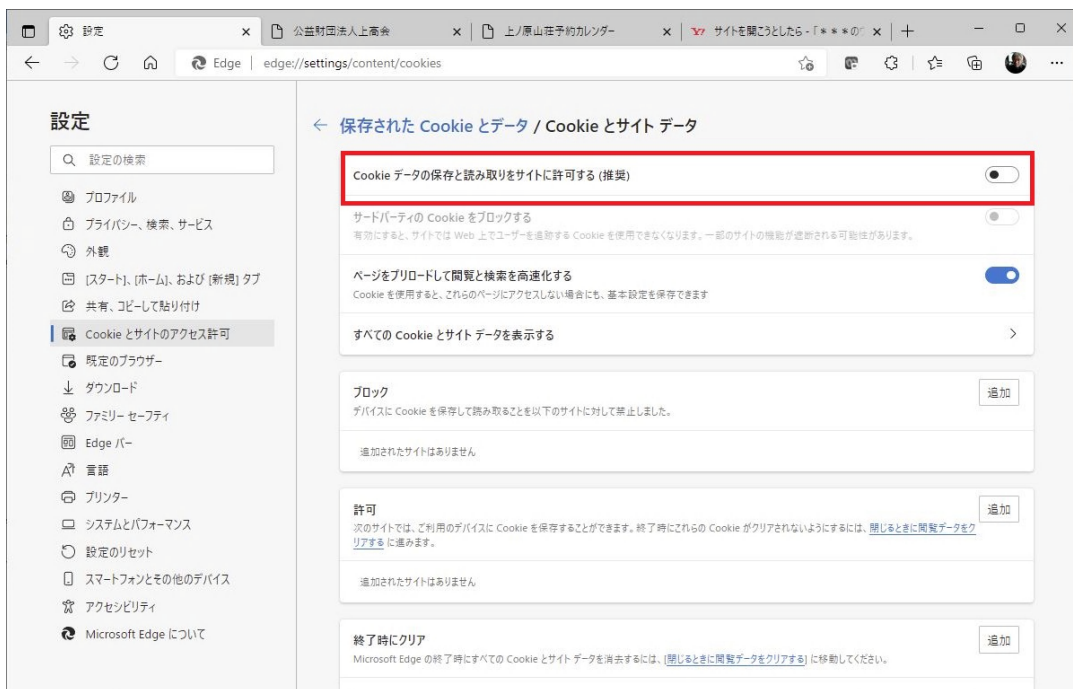 設定
公益財団法人上高会
上ノ原山荘予約カレンダー
サイトを開こうとしたら -「＊＊＊の
Edge
edge://settings/content/cookies
設定
設定の検索
プロファイル
プライバシー、検索、サービス
外観
[スタート]、[ホーム]、および [新規] タブ
共有、コピーして貼り付け
Cookie とサイトのアクセス許可
既定のブラウザー
ダウンロード
ファミリー セーフティ
Edge バー
言語
プリンター
システムとパフォーマンス
設定のリセット
スマートフォンとその他のデバイス
アクセシビリティ
Microsoft Edge について
保存された Cookie とデータ / Cookie とサイト データ
Cookie データの保存と読み取りをサイトに許可する (推奨)
サードパーティの Cookie をブロックする
有効にすると、サイトでは Web 上でユーザーを追跡する Cookie を使用できなくなります。一部のサイトの機能が遮断される可能性があります。
ページをプリロードして閲覧と検索を高速化する
Cookie を使用すると、これらのページにアクセスしない場合にも、基本設定を保存できます
すべての Cookie とサイト データを表示する
ブロック
追加
デバイスに Cookie を保存して読み取ることを以下のサイトに対して禁止しました。
追加されたサイトはありません
許可
追加
次のサイトでは、ご利用のデバイスに Cookie を保存することができます。終了時にこれらの Cookie がクリアされないようにするには、閉じるときに閲覧データをク
リアする に進みます。
追加されたサイトはありません
終了時にクリア
追加
Microsoft Edge の終了時にすべての Cookie とサイト データを消去するには、[閉じるときに閲覧データをクリアする] に移動してください。